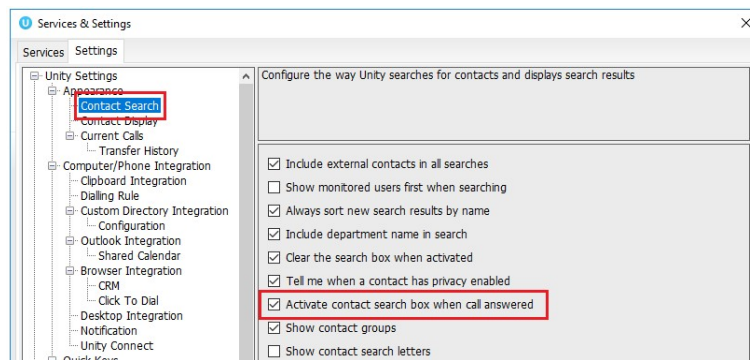 Services & Settings
Services Settings
Configure the way Unity searches for contacts and displays search results
Unity Settings
Appearance
Contact Search
Contact Display
Current Calls
Transfer History
Computer/Phone Integration
Clipboard Integration
Dialling Rule
Custom Directory Integration
Configuration
Outlook Integration
Shared Calendar
Browser Integration
CRM
Click To Dial
Desktop Integration
Notification
Unity Connect
Quick Keys
Include external contacts in all searches
Show monitored users first when searching
Always sort new search results by name
Include department name in search
Clear the search box when activated
Tell me when a contact has privacy enabled
Activate contact search box when call answered
Show contact groups
Show contact search letters